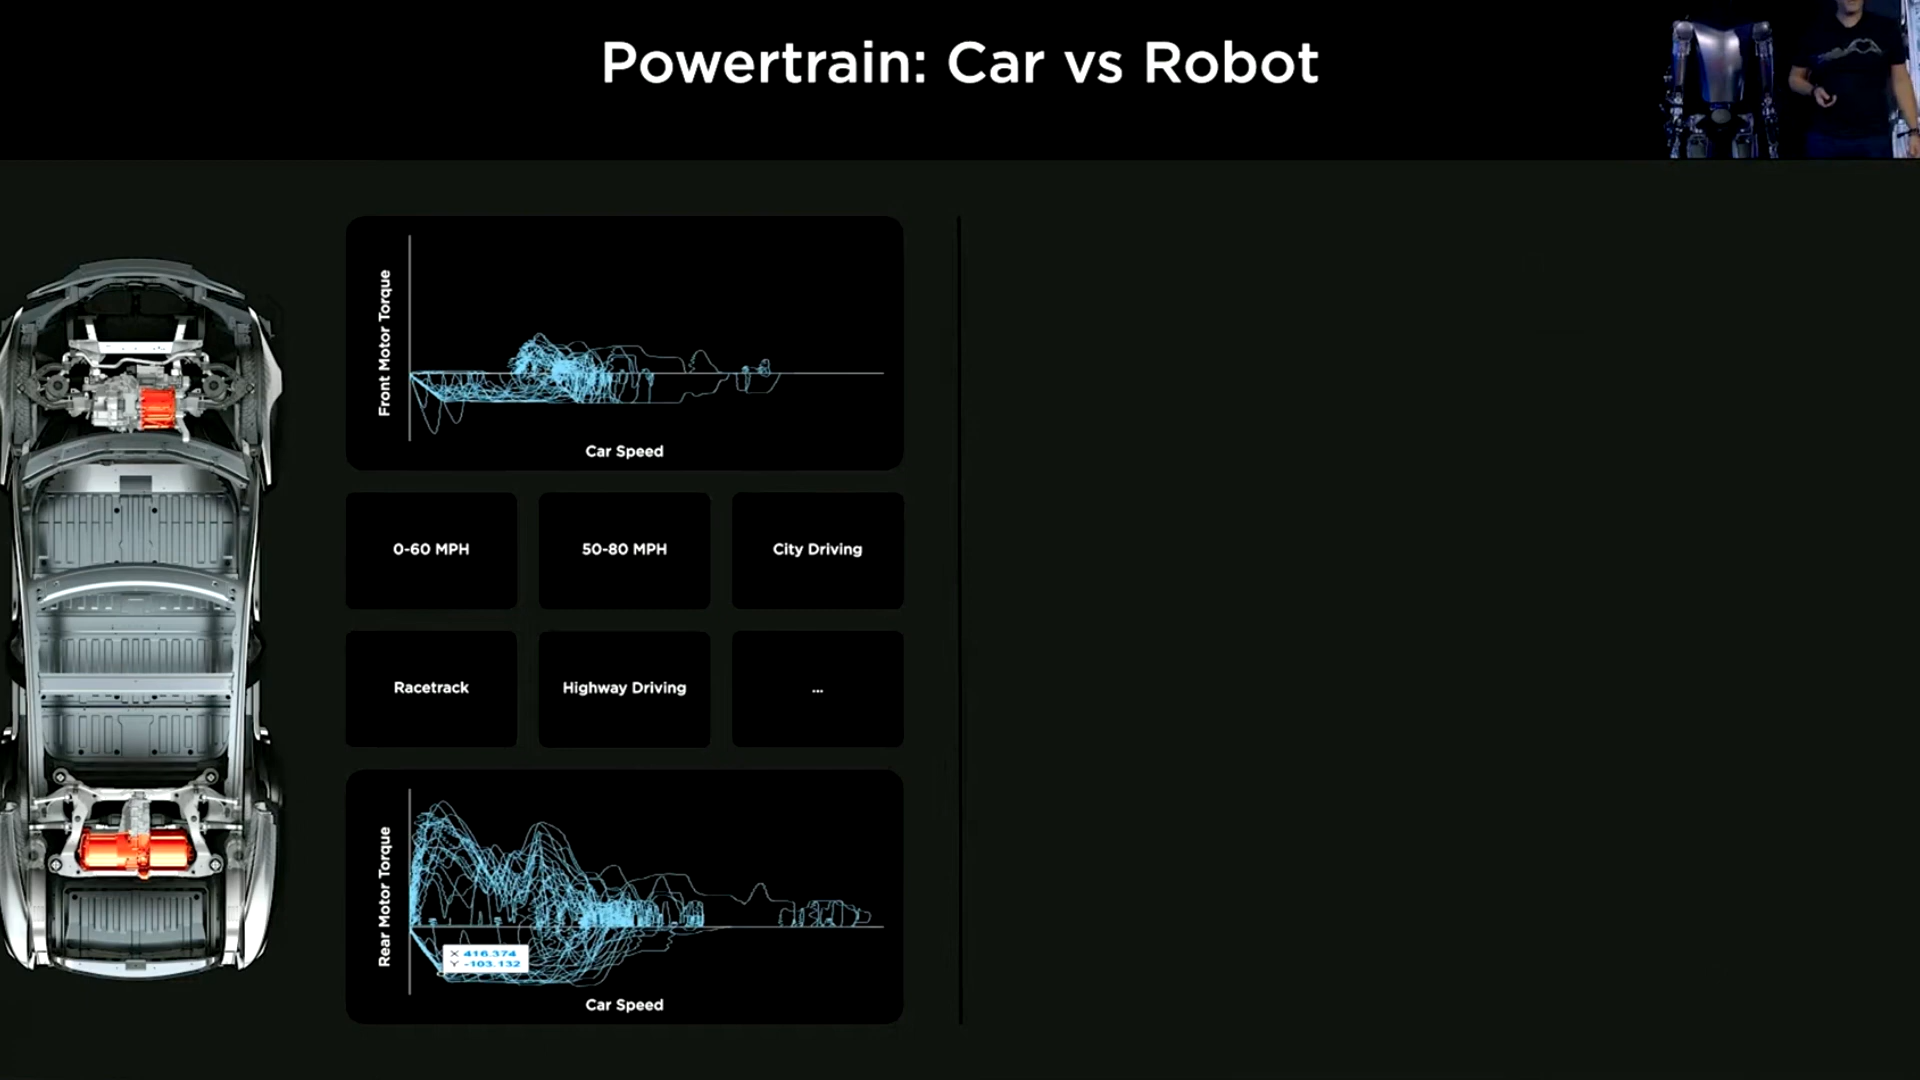 Powertrain: Car vs Robot
Front Motor Torque
Car Speed
0-60 MPH
50-80 MPH
City Driving
Racetrack
Highway Driving
...
Rear Motor Torque
X 416.374
Y -103.132
Car Speed